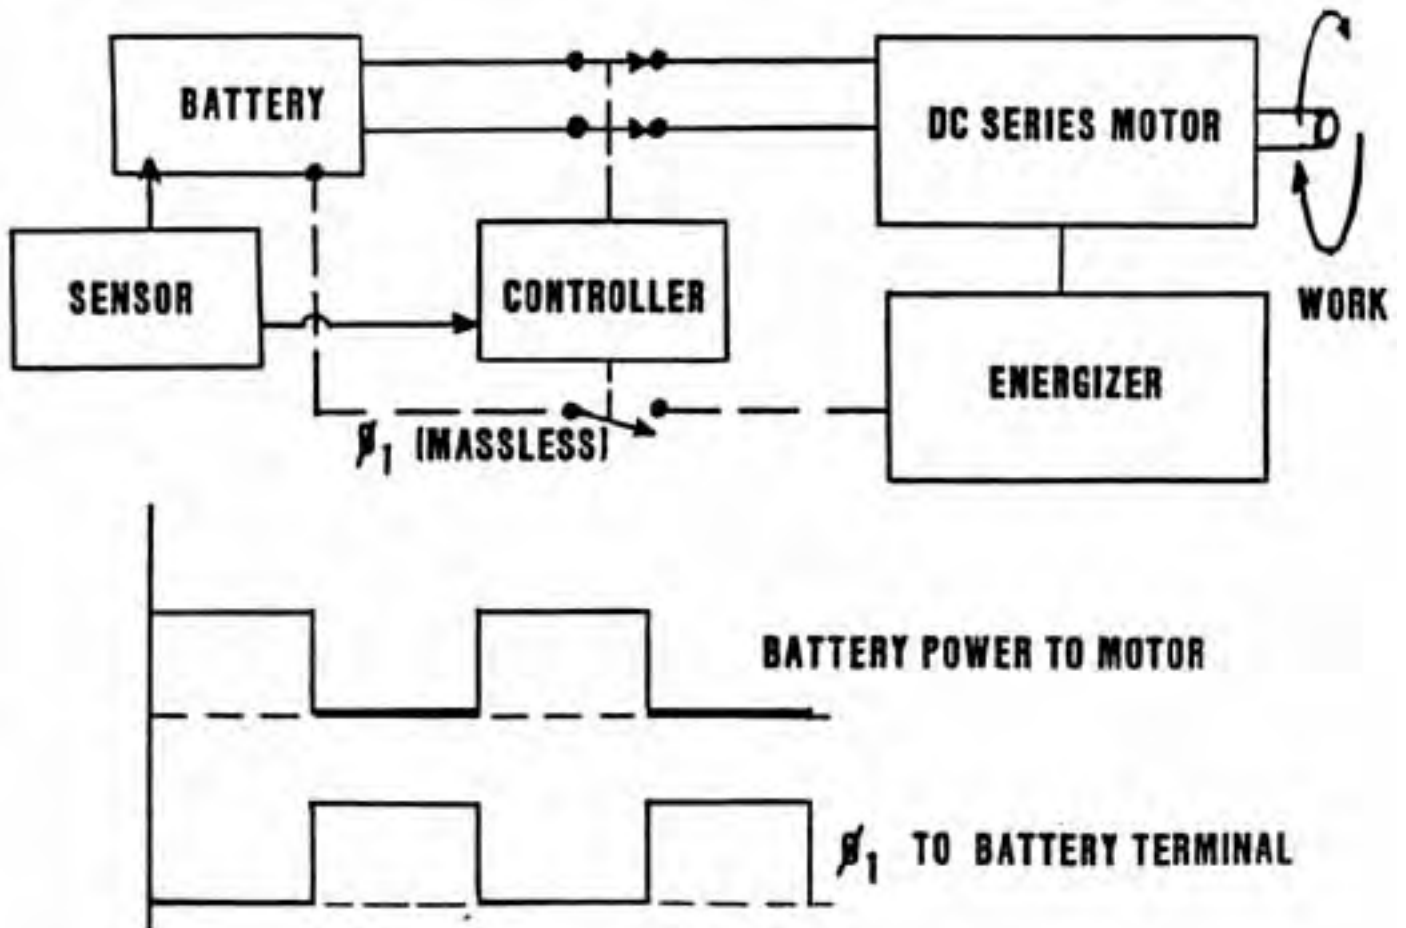 BATTERY
DC SERIES MOTOR
SENSOR
CONTROLLER
WORK
ENERGIZER
ø1 (MASSLESS)
BATTERY POWER TO MOTOR
ø1 TO BATTERY TERMINAL